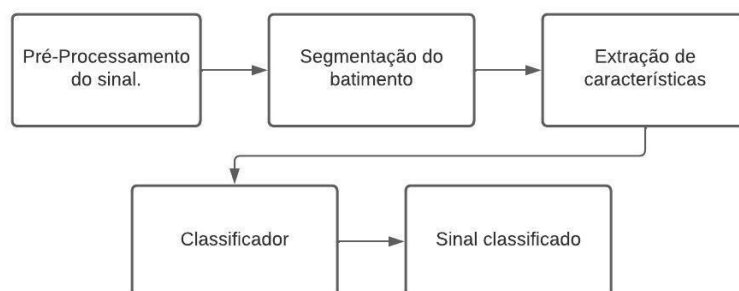 Pré-Processamento
do sinal.
Segmentação do
batimento
Extração de
características
Classificador
Sinal classificado